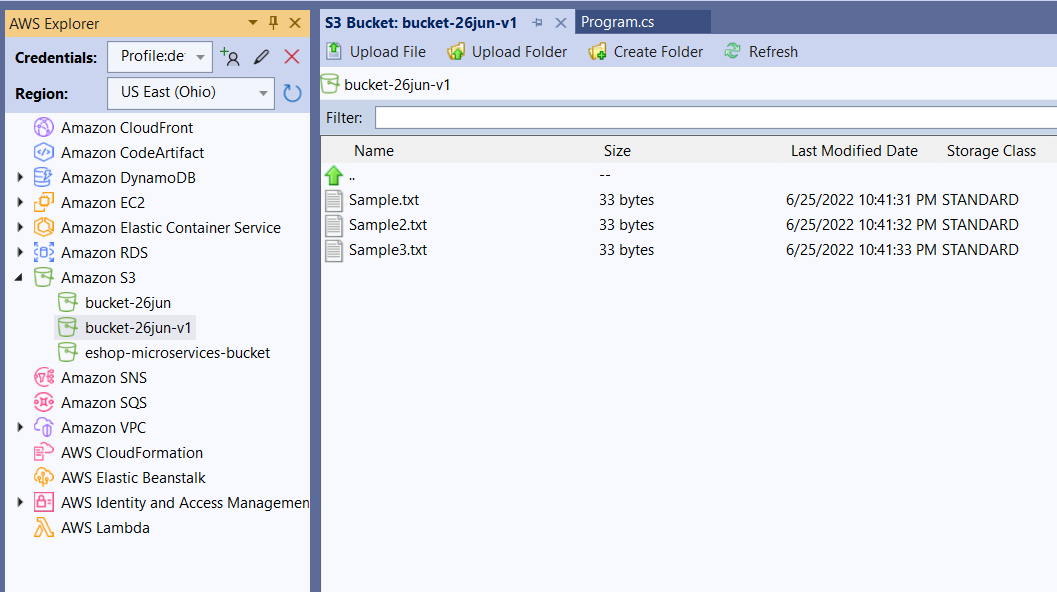 AWS Explorer
Credentials: Profile:de
Region: US East (Ohio)
Amazon CloudFront
Amazon CodeArtifact
Amazon DynamoDB
Amazon EC2
Amazon Elastic Container Service
Amazon RDS
Amazon S3
bucket-26jun
bucket-26jun-v1
eshop-microservices-bucket
Amazon SNS
Amazon SQS
Amazon VPC
AWS CloudFormation
AWS Elastic Beanstalk
AWS Identity and Access Managemen
AWS Lambda
S3 Bucket: bucket-26jun-v1 Program.cs
Upload File Upload Folder Create Folder Refresh
bucket-26jun-v1
Filter:
Name Size Last Modified Date Storage Class
.. --
Sample.txt 33 bytes 6/25/2022 10:41:31 PM STANDARD
Sample2.txt 33 bytes 6/25/2022 10:41:32 PM STANDARD
Sample3.txt 33 bytes 6/25/2022 10:41:33 PM STANDARD